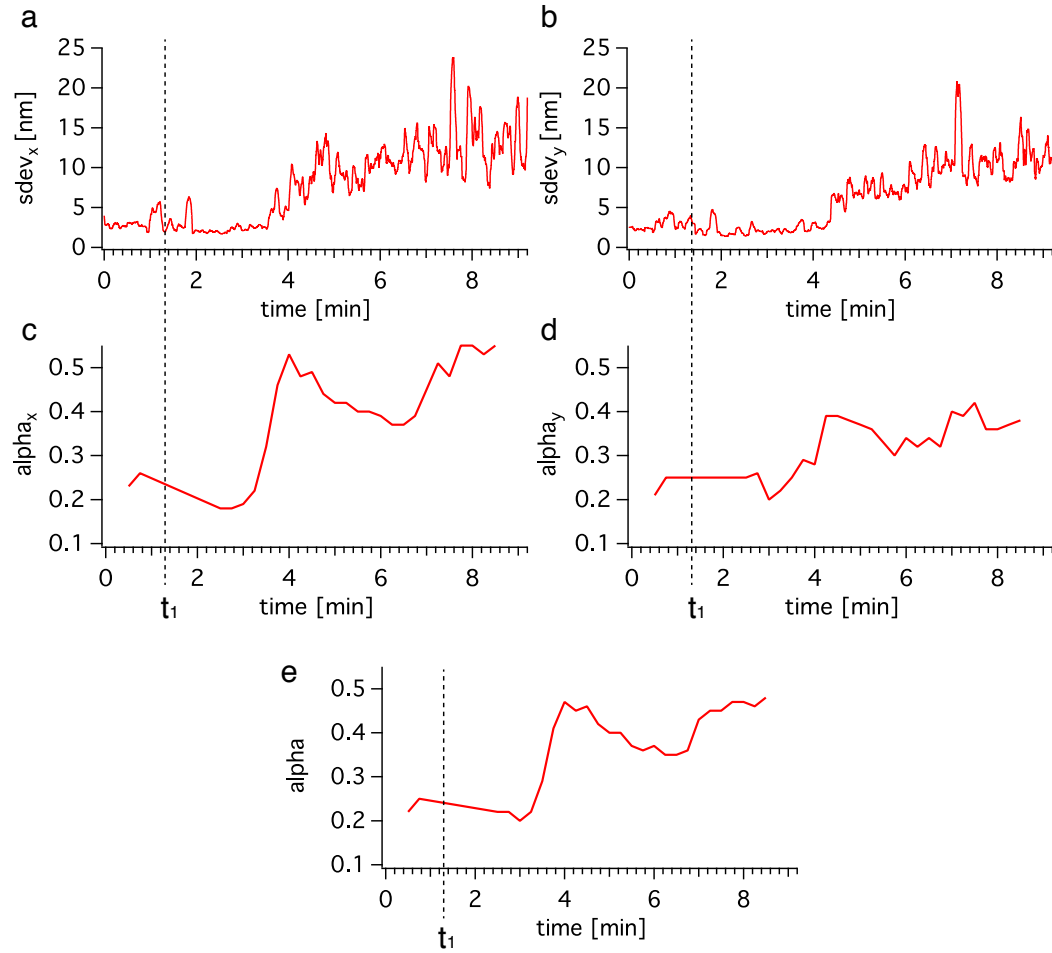 a
25
20
15
10
5
0
sdevx [nm]
0 2 4 6 8
time [min]
b
25
20
15
10
5
0
sdevy [nm]
0 2 4 6 8
time [min]
c
0.5
0.4
0.3
0.2
0.1
alphax
0 2 4 6 8
t1 time [min]
d
0.5
0.4
0.3
0.2
0.1
alphay
0 2 4 6 8
t1 time [min]
e
0.5
0.4
0.3
0.2
0.1
alpha
0 2 4 6 8
t1 time [min]